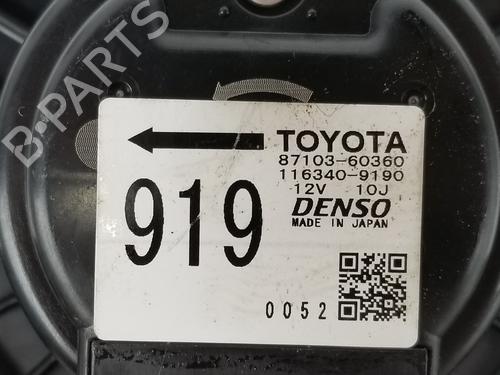 B-PARTS
TOYOTA
87103-60360
116340-9190
12V 10J
DENSO
MADE IN JAPAN
919
0052